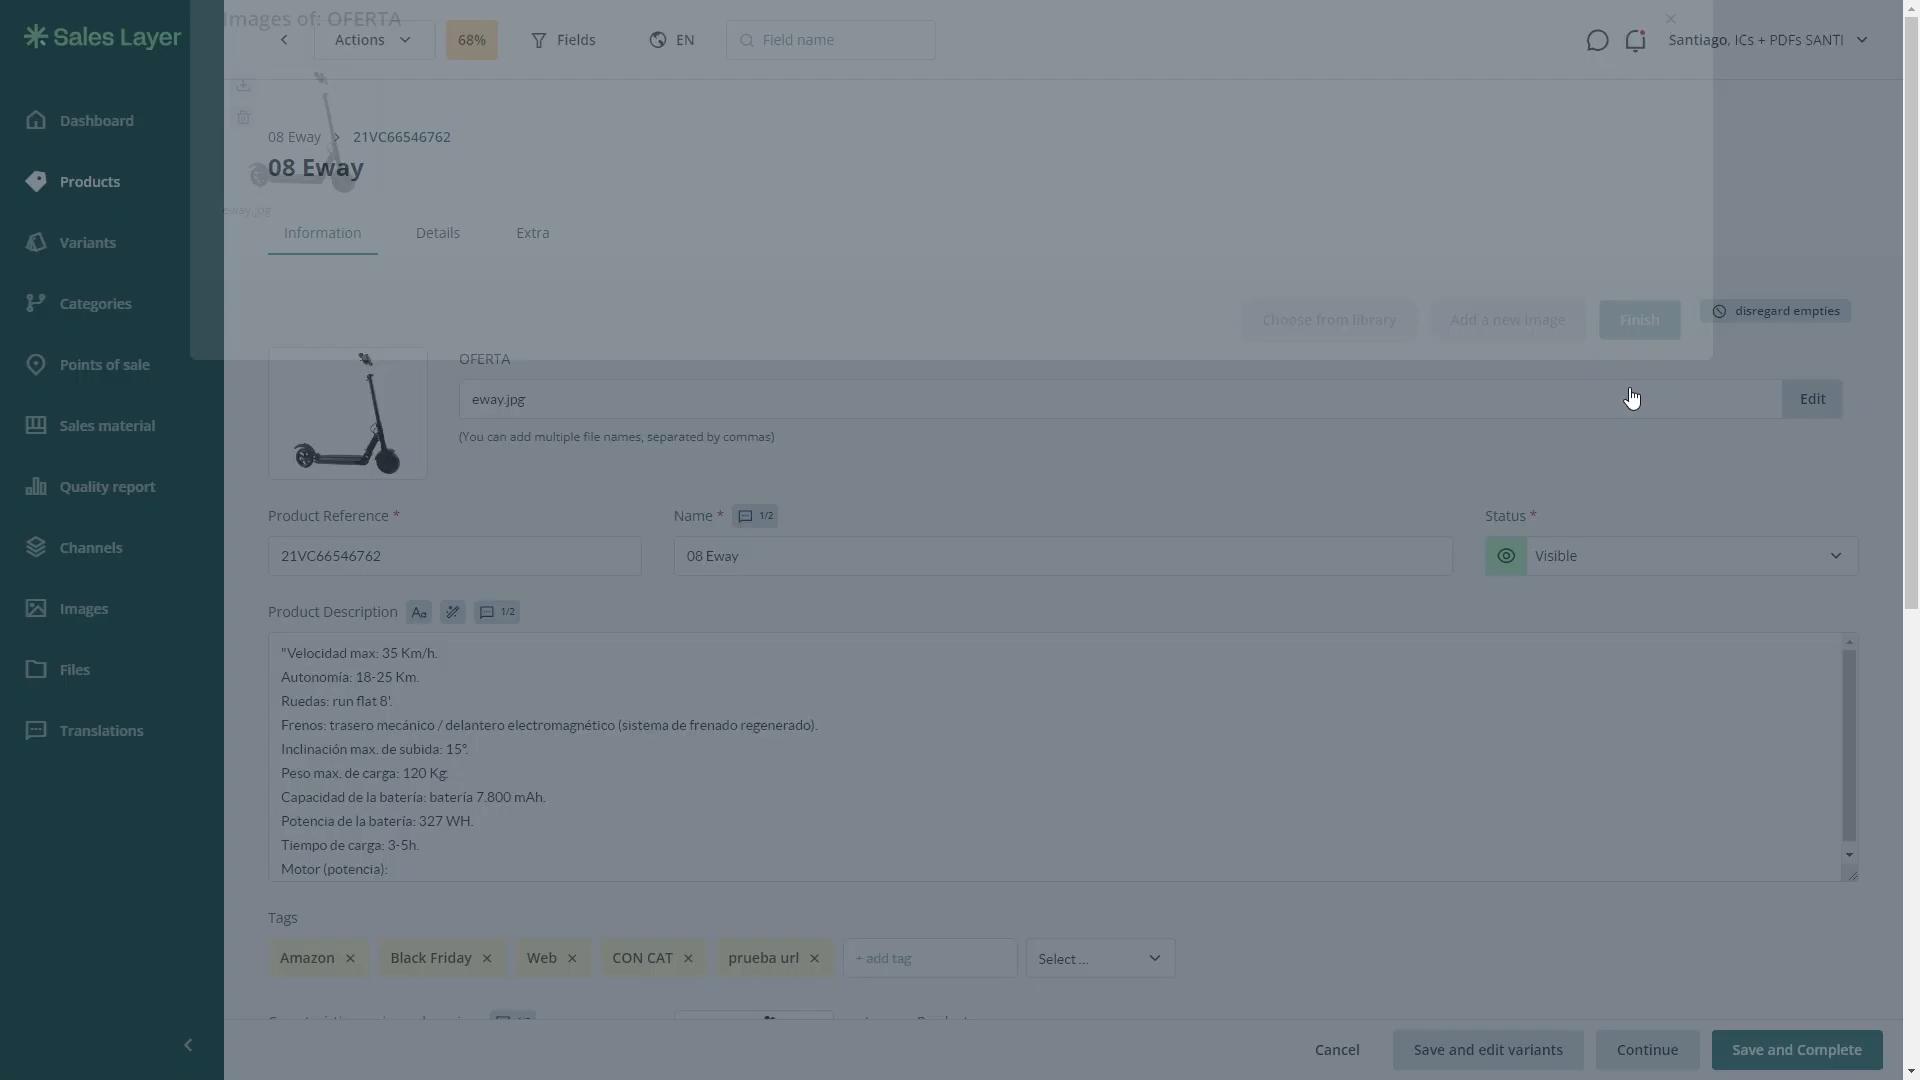 Sales Layer
Images of: OFERTA
Actions
68%
Fields
EN
Field name
Santiago, ICs + PDFs SANTI
Dashboard
08 Eway
21VC66546762
08 Eway
Products
eway.jpg
Information
Details
Extra
Variants
Categories
Choose from library
Add a new image
Finish
disregard empties
OFERTA
Points of sale
eway.jpg
Edit
(You can add multiple file names, separated by commas)
Sales material
Quality report
Product Reference *
Name *
1/2
Status *
Channels
21VC66546762
08 Eway
Visible
Images
Product Description
Aa
1/2
"Velocidad max: 35 Km/h.
Autonomía: 18-25 Km.
Ruedas: run flat 8'.
Frenos: trasero mecánico / delantero electromagnético (sistema de frenado regenerado).
Inclinación max. de subida: 15º.
Peso max. de carga: 120 Kg.
Capacidad de la batería: batería 7.800 mAh.
Potencia de la batería: 327 WH.
Tiempo de carga: 3-5h.
Motor (potencia):
Files
Translations
Tags
Amazon
Black Friday
Web
CON CAT
prueba url
+ add tag
Select ...
Cancel
Save and edit variants
Continue
Save and Complete